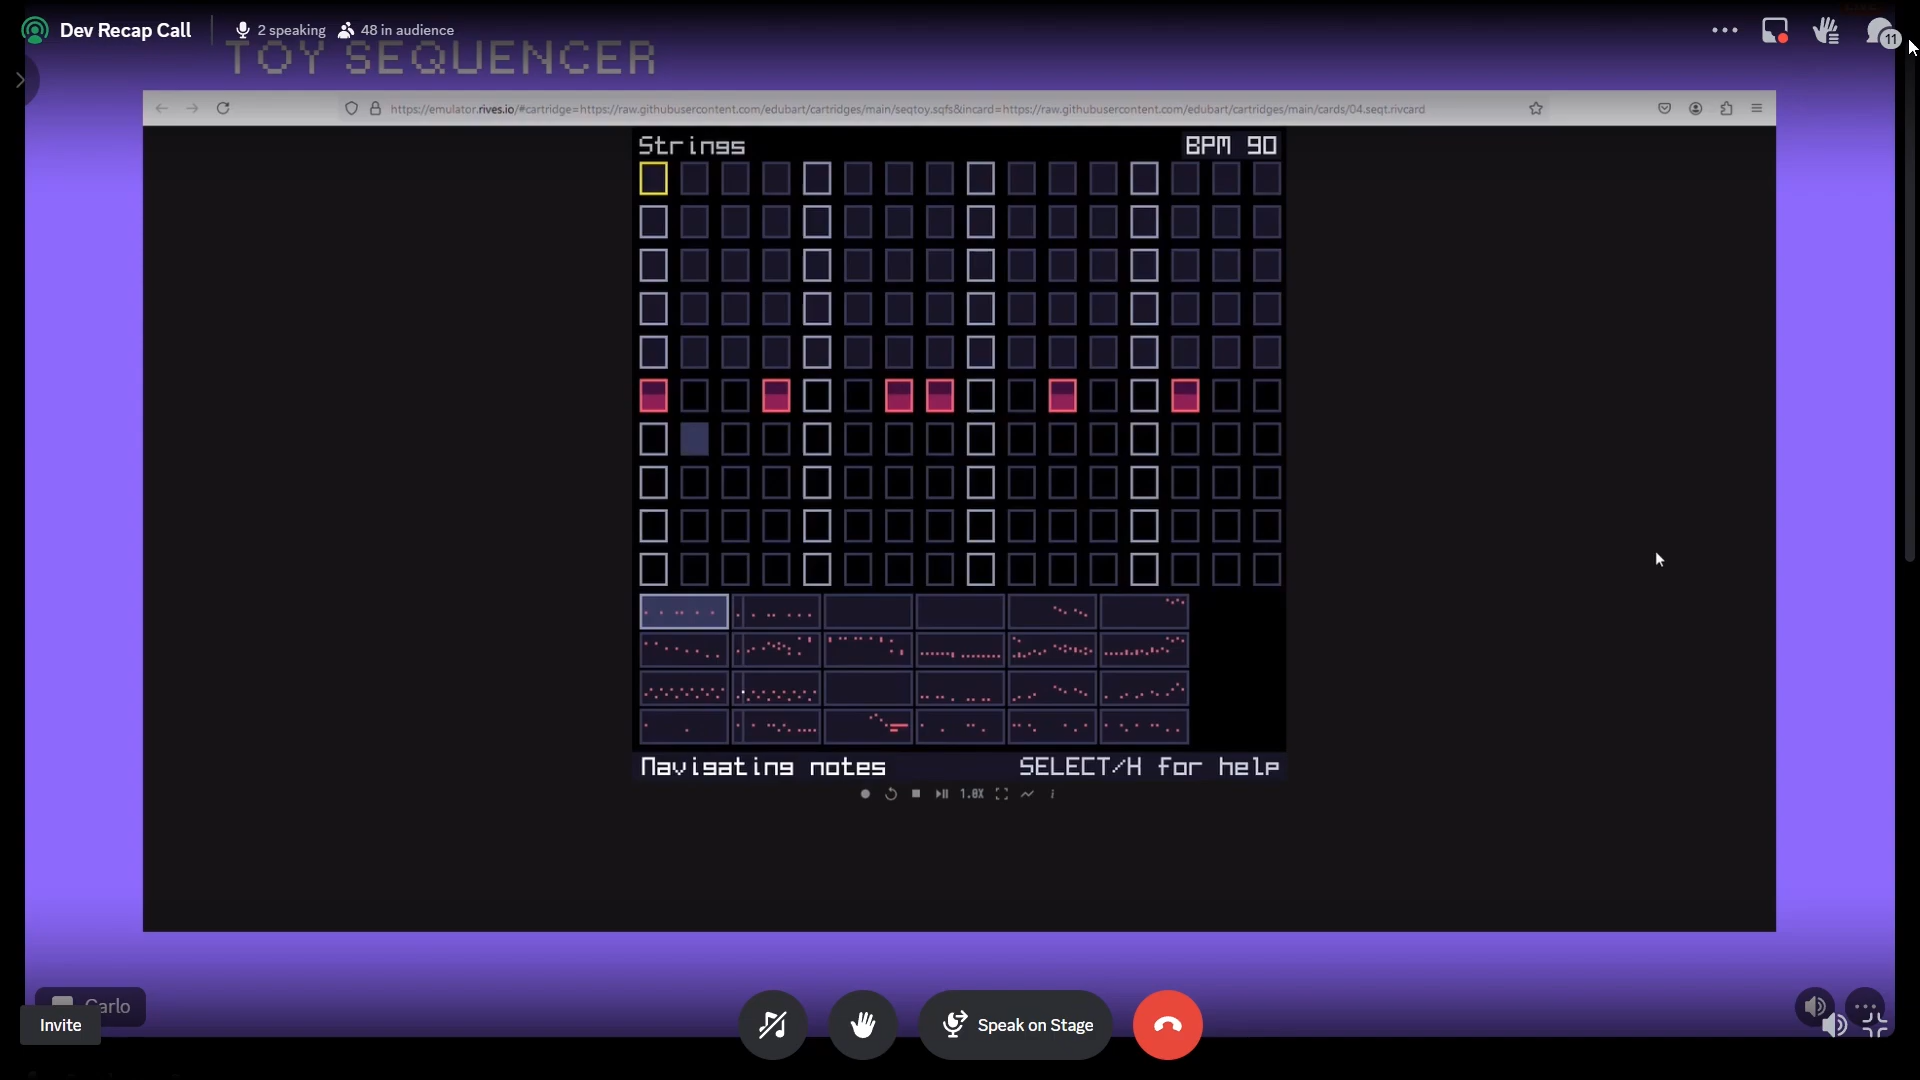 Dev Recap Call
2 speaking
48 in audience
11
TOY SEQUENCER
https://emulator.rives.io/#cartridge=https://raw.githubusercontent.com/edubart/cartridges/main/seqtoy.sqfs&incard=https://raw.githubusercontent.com/edubart/cartridges/main/cards/04.seqt.rivcard
Strings
BPM 90
Navigating notes
SELECT/H for help
1.0X
i
Invite
Speak on Stage